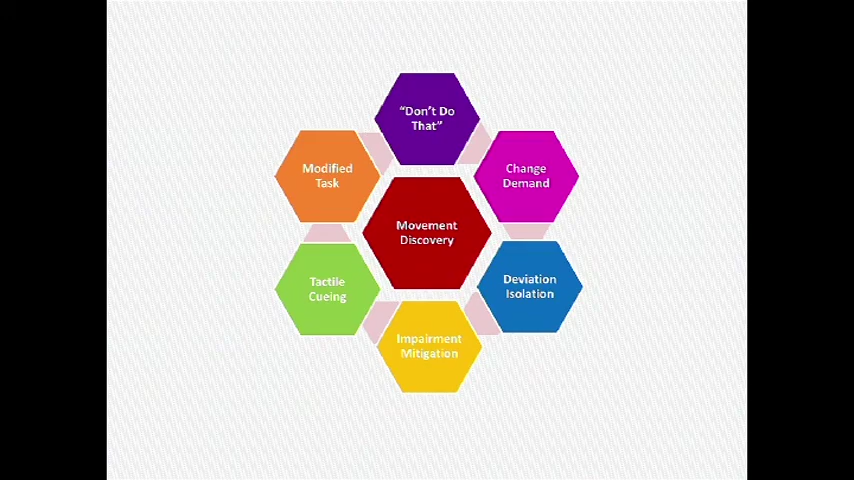 “Don’t Do
That”
Change
Demand
Deviation
Isolation
Impairment
Mitigation
Tactile
Cueing
Modified
Task
Movement
Discovery